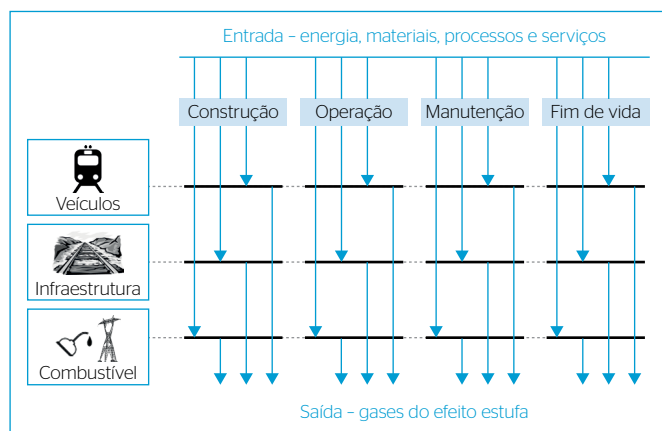 Entrada – energia, materiais, processos e serviços
Construção
Operação
Manutenção
Fim de vida
Veículos
Infraestrutura
Combustível
Saída – gases do efeito estufa